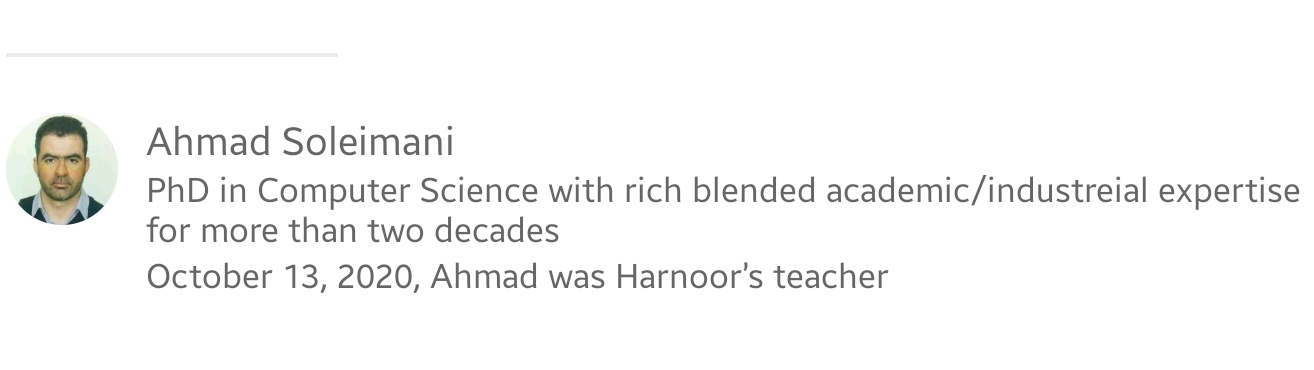 Ahmad Soleimani
PhD in Computer Science with rich blended academic/industreial expertise
for more than two decades
October 13, 2020, Ahmad was Harnoor’s teacher